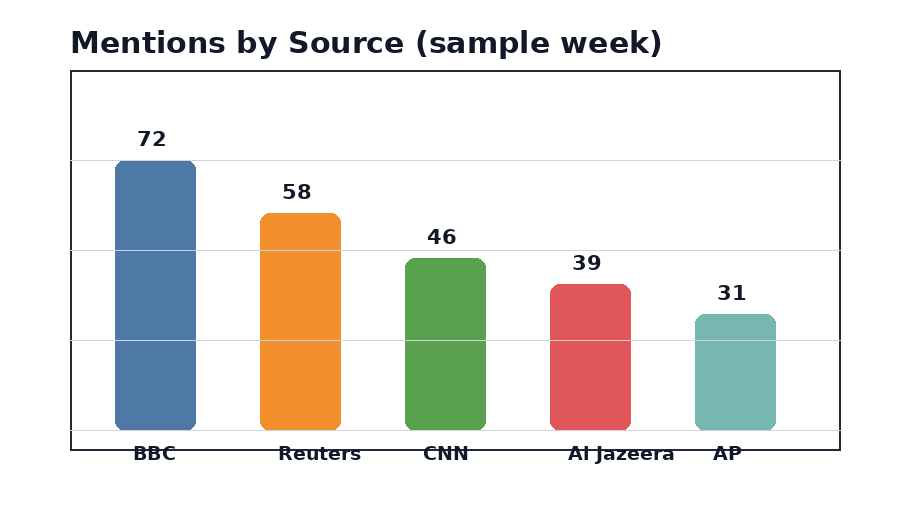 Mentions by Source (sample week)
72
58
46
39
31
BBC Reuters CNN Al Jazeera AP